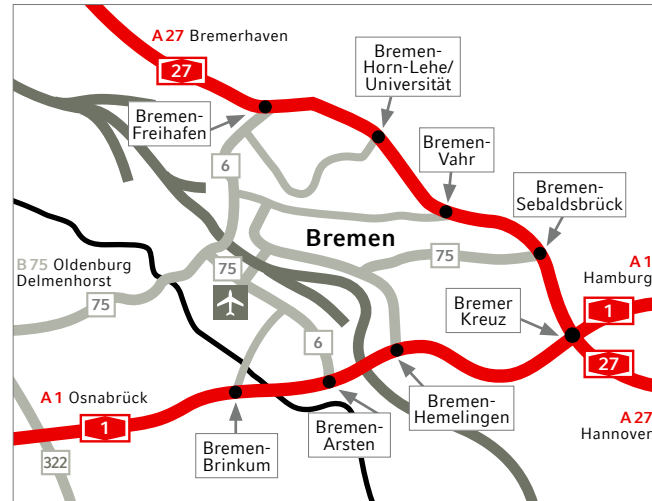 A 27 Bremerhaven
27
Bremen-
Horn-Lehe/
Universität
Bremen-
Freihafen
6
Bremen-
Vahr
Bremen-
Sebaldsbrück
Bremen
75
75
B 75 Oldenburg
Delmenhorst
75
A 1
Hamburg
1
Bremer
Kreuz
6
27
A 1 Osnabrück
1
Bremen-
Hemelingen
A 27
Hannover
Bremen-
Arsten
Bremen-
Brinkum
322